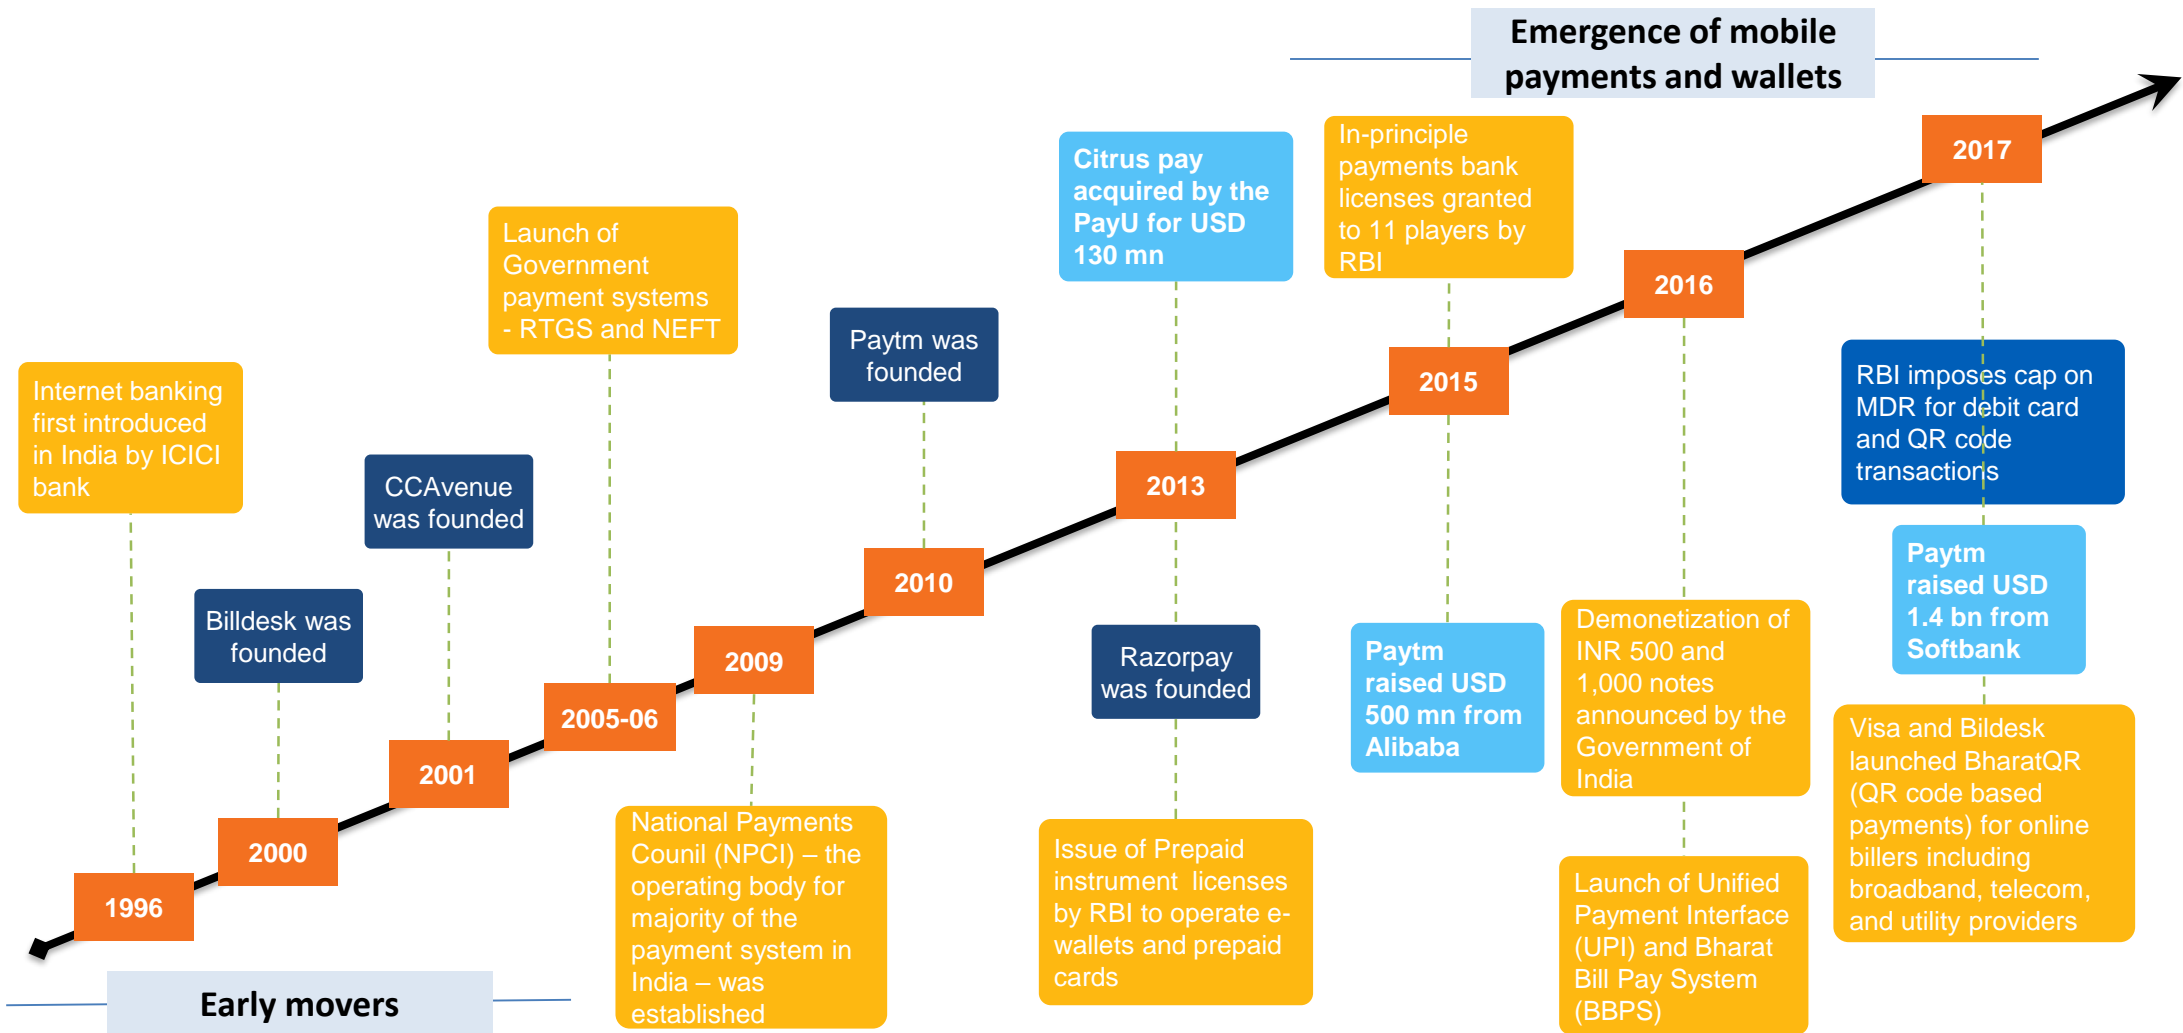 Emergence of mobile
payments and wallets
2017
In-principle
payments bank
licenses granted
to 11 players by
RBI
Citrus pay
acquired by the
PayU for USD
130 mn
Launch of
Government
payment systems
- RTGS and NEFT
2016
Paytm was
founded
2015
RBI imposes cap on
MDR for debit card
and QR code
transactions
Internet banking
first introduced
in India by ICICI
bank
CCAvenue
was founded
2013
Paytm
raised USD
1.4 bn from
Softbank
2010
Billdesk was
founded
2009
Razorpay
was founded
Paytm
raised USD
500 mn from
Alibaba
Demonetization of
INR 500 and
1,000 notes
announced by the
Government of
India
2005-06
2001
Visa and Bildesk
launched BharatQR
(QR code based
payments) for online
billers including
broadband, telecom,
and utility providers
2000
National Payments
Counil (NPCI) – the
operating body for
majority of the
payment system in
India – was
established
Issue of Prepaid
instrument  licenses
by RBI to operate e-
wallets and prepaid
cards
Launch of Unified
Payment Interface
(UPI) and Bharat
Bill Pay System
(BBPS)
1996
Early movers